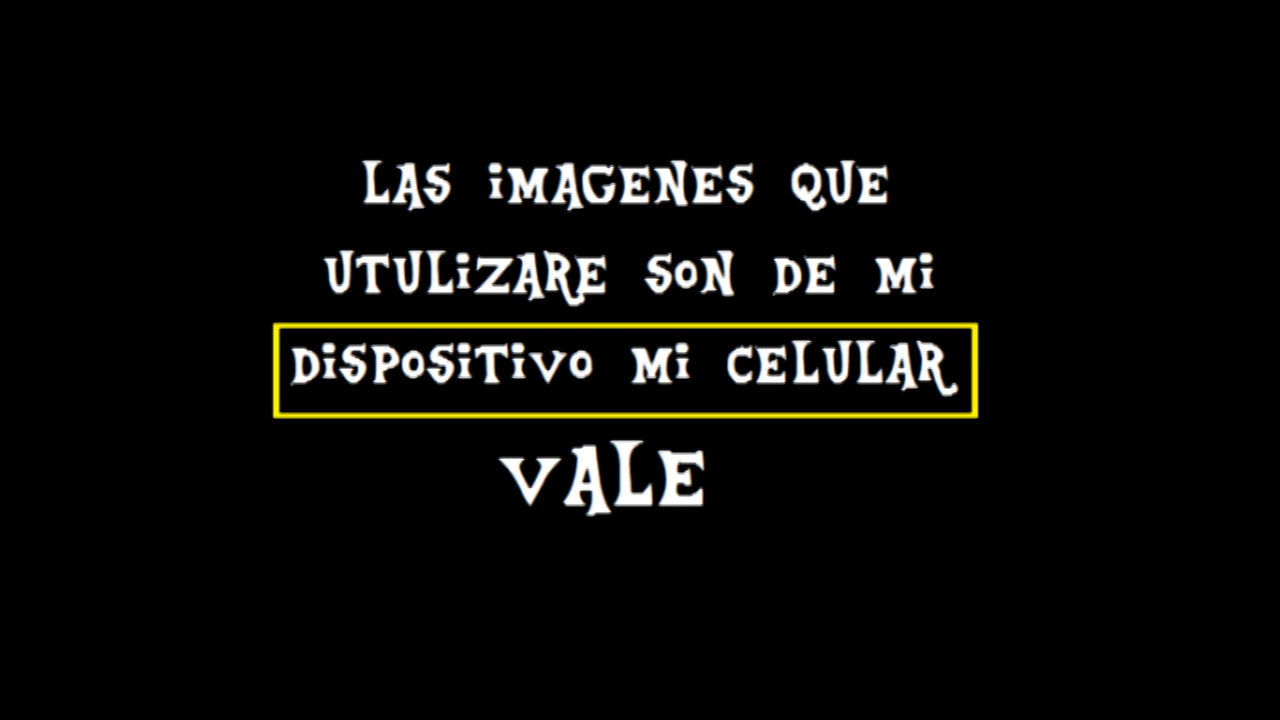 LAS iMAGENES QUE
UTULiZARE SoN DE Mi
DiSPoSiTivo Mi CELULAR
VALE